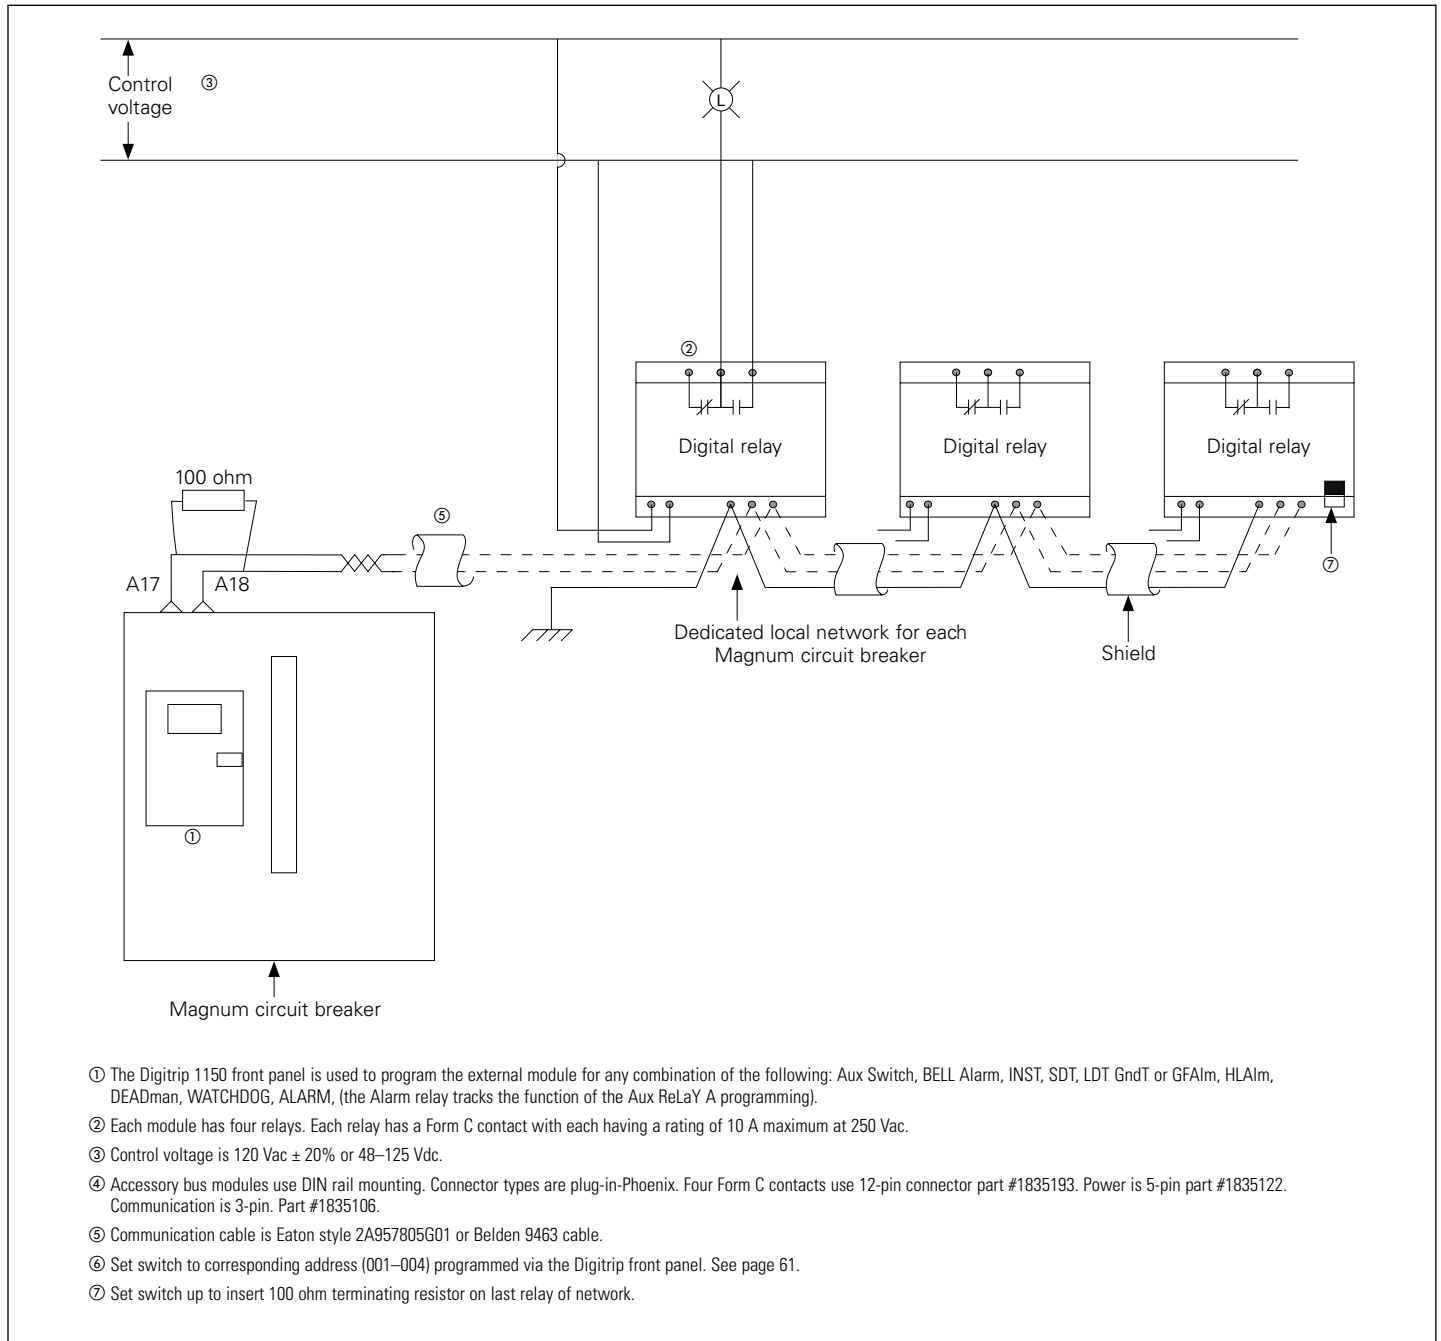 Control ③
voltage
L
②
Digital relay
Digital relay
Digital relay
100 ohm
⑤
⑦
A17
A18
Dedicated local network for each
Magnum circuit breaker
Shield
①
Magnum circuit breaker
① The Digitrip 1150 front panel is used to program the external module for any combination of the following: Aux Switch, BELL Alarm, INST, SDT, LDT GndT or GFAlm, HLAlm,
DEADman, WATCHDOG, ALARM, (the Alarm relay tracks the function of the Aux ReLaY A programming).
② Each module has four relays. Each relay has a Form C contact with each having a rating of 10 A maximum at 250 Vac.
③ Control voltage is 120 Vac ± 20% or 48–125 Vdc.
④ Accessory bus modules use DIN rail mounting. Connector types are plug-in-Phoenix. Four Form C contacts use 12-pin connector part #1835193. Power is 5-pin part #1835122.
Communication is 3-pin. Part #1835106.
⑤ Communication cable is Eaton style 2A957805G01 or Belden 9463 cable.
⑥ Set switch to corresponding address (001–004) programmed via the Digitrip front panel. See page 61.
⑦ Set switch up to insert 100 ohm terminating resistor on last relay of network.